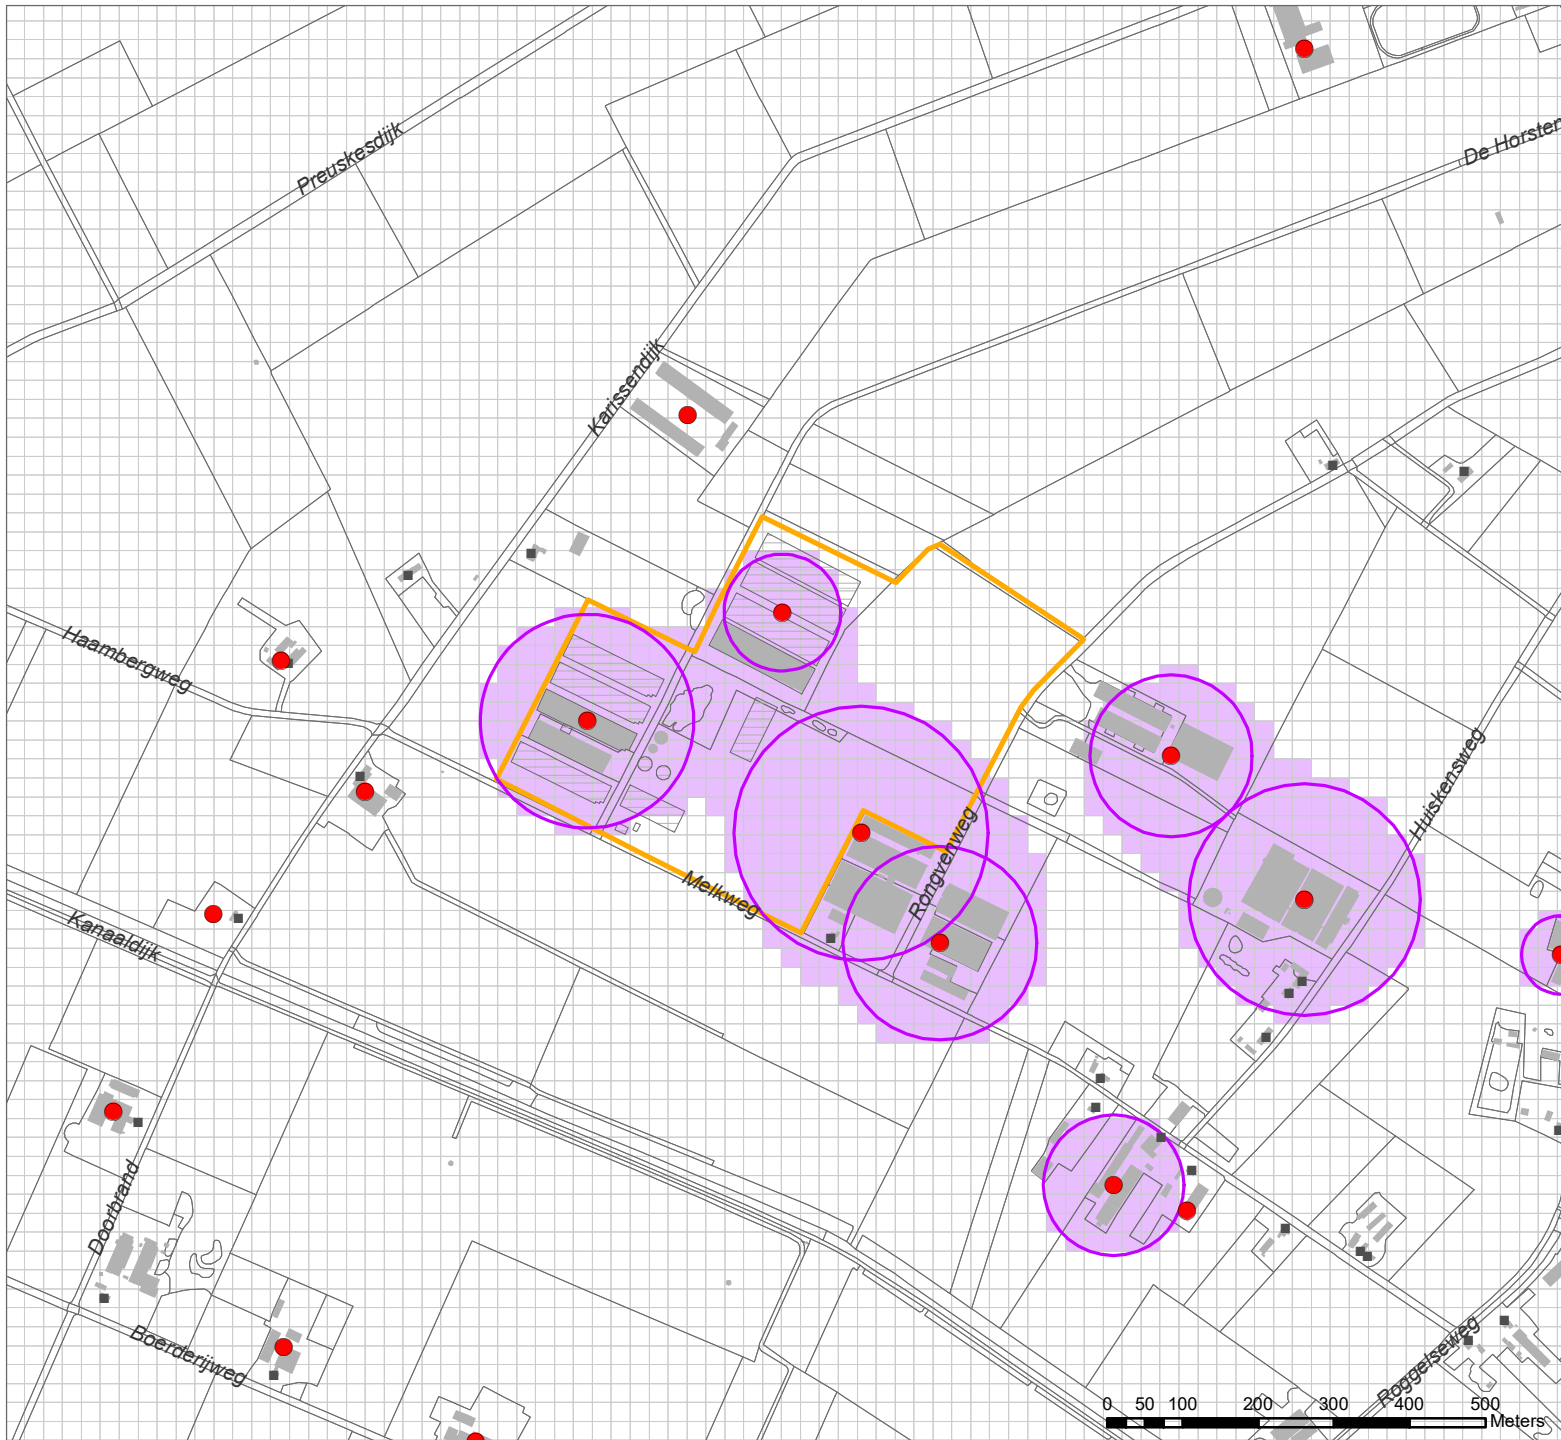 Preuskesdijk
De Horsten
Karissendijk
Haambergweg
Huiskensweg
Rongvenweg
Melkweg
Kanaaldijk
Doorbrand
Boerderijweg
Roggelseweg
0 50 100 200 300 400 500
Meters